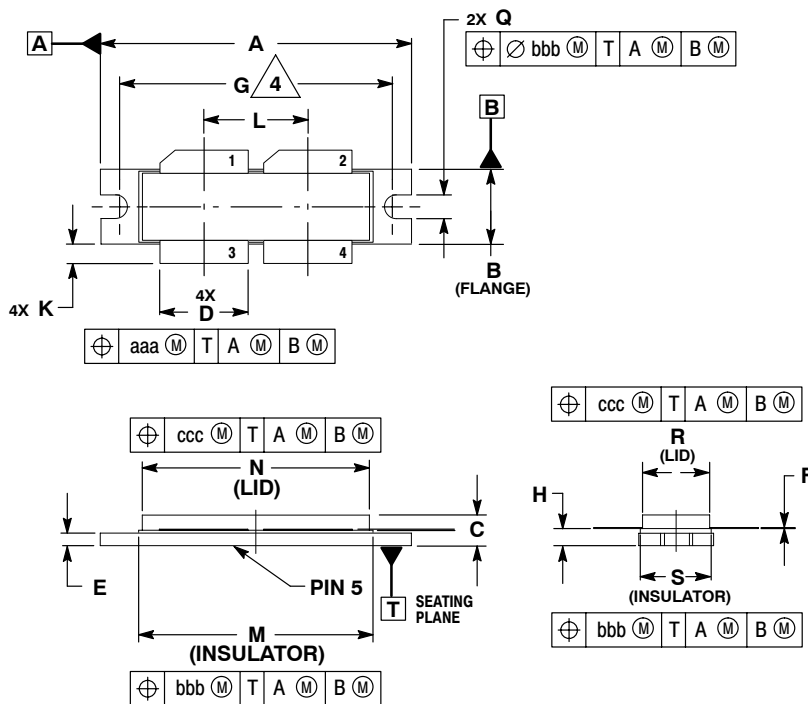 A
A
2X Q
⌖ ∅ bbb Ⓜ T A Ⓜ B Ⓜ
G 4
L
B
1 2
3 4
B
(FLANGE)
4X K
4X
D
⌖ aaa Ⓜ T A Ⓜ B Ⓜ
⌖ ccc Ⓜ T A Ⓜ B Ⓜ
N
(LID)
C
E
PIN 5
T SEATING
PLANE
M
(INSULATOR)
⌖ bbb Ⓜ T A Ⓜ B Ⓜ
⌖ ccc Ⓜ T A Ⓜ B Ⓜ
R
(LID)
H
F
S
(INSULATOR)
⌖ bbb Ⓜ T A Ⓜ B Ⓜ